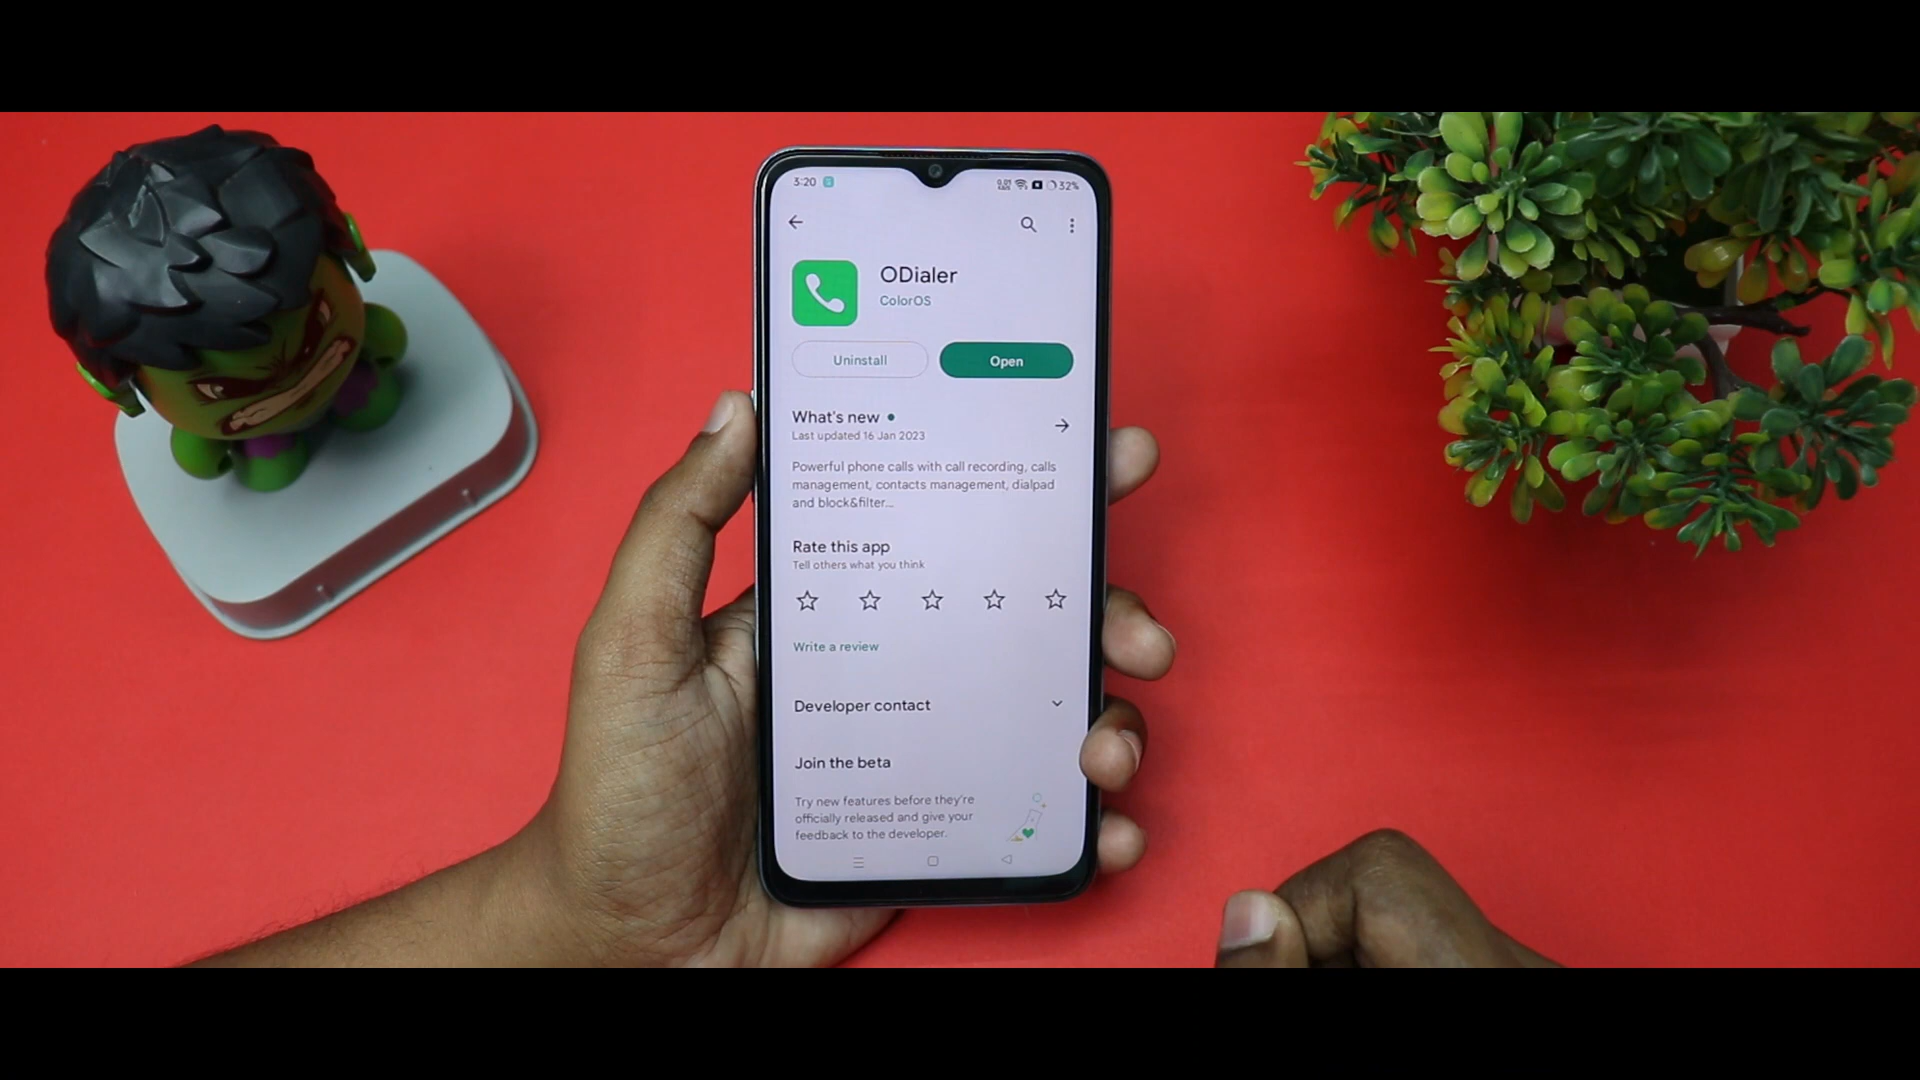 3:20
32%
ODialer
ColorOS
Uninstall
Open
What's new
Last updated 16 Jan 2023
Powerful phone calls with call recording, calls
management, contacts management, dialpad
and block&filter...
Rate this app
Tell others what you think
Write a review
Developer contact
Join the beta
Try new features before they're
officially released and give your
feedback to the developer.